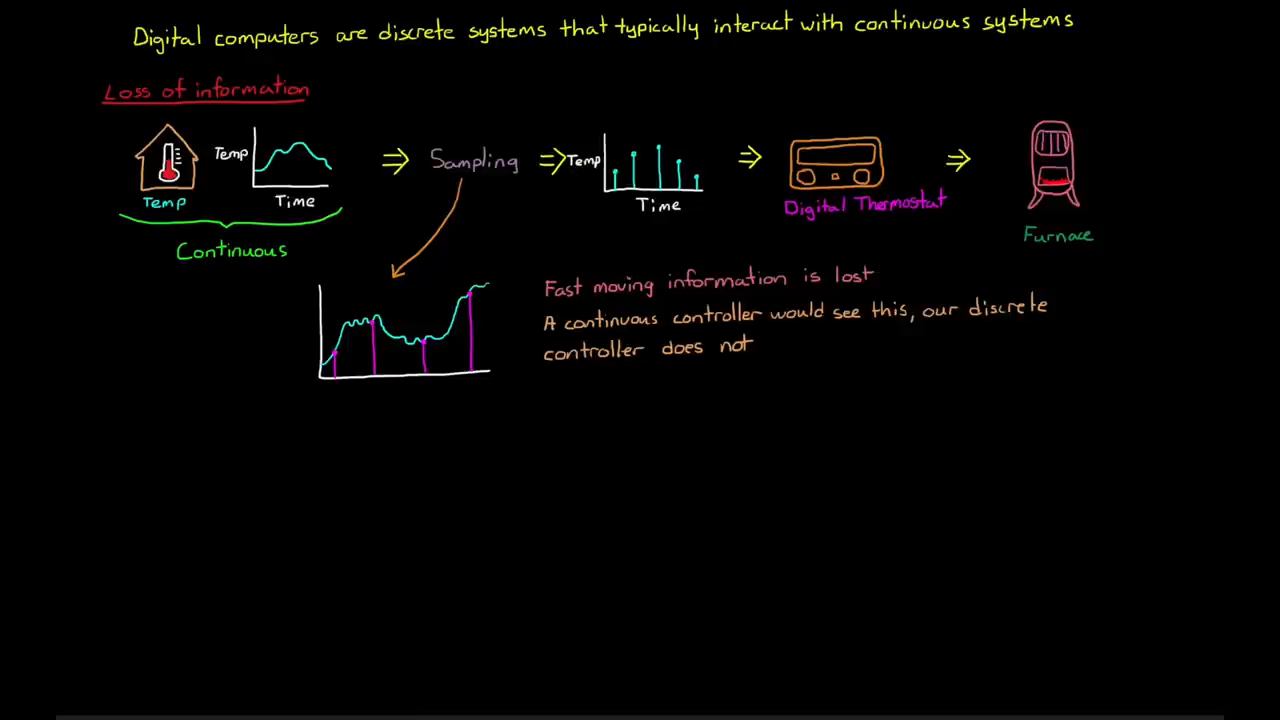 Digital computers are discrete systems that typically interact with continuous systems
Loss of information
Temp
Temp
Time
Continuous
Sampling
Temp
Time
Digital Thermostat
Furnace
Fast moving information is lost
A continuous controller would see this, our discrete
controller does not